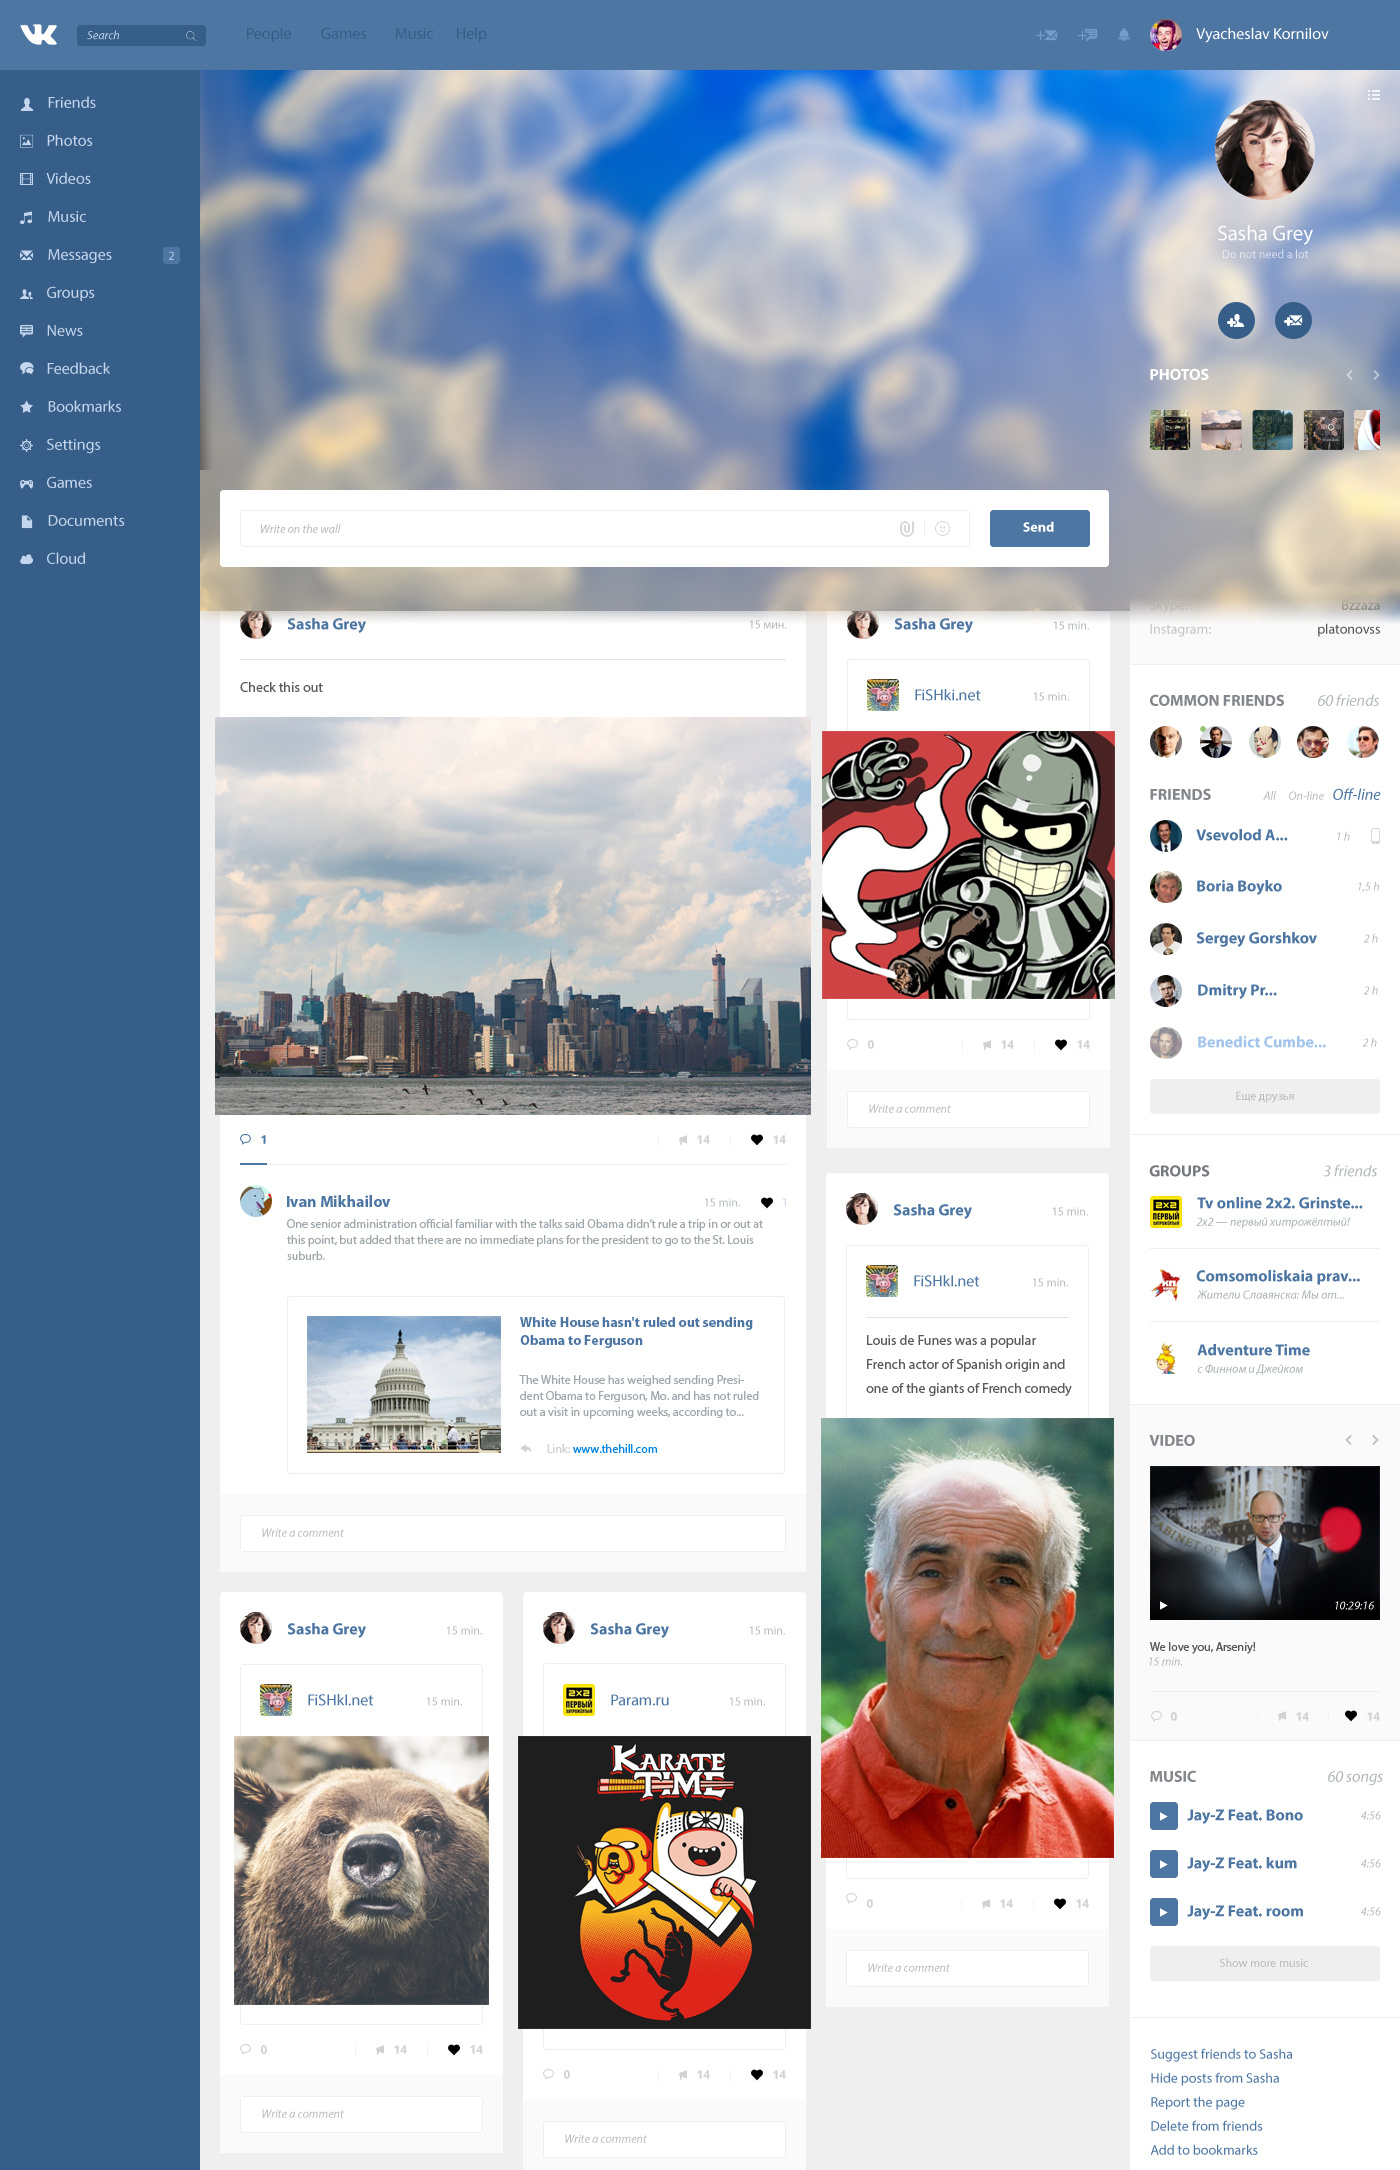 Search
People
Games
Music
Help
Vyacheslav Kornilov
Friends
Photos
Videos
Music
Messages
2
Groups
News
Feedback
Bookmarks
Settings
Games
Documents
Cloud
Sasha Grey
Do not need a lot
PHOTOS
Write on the wall
Send
Sasha Grey
15 мин.
Check this out
1
14
14
Ivan Mikhailov
15 min.
1
One senior administration official familiar with the talks said Obama didn't rule a trip in or out at
this point, but added that there are no immediate plans for the president to go to the St. Louis
suburb.
White House hasn't ruled out sending
Obama to Ferguson
The White House has weighed sending Presi-
dent Obama to Ferguson, Mo. and has not ruled
out a visit in upcoming weeks, according to...
Link: www.thehill.com
Write a comment
Sasha Grey
15 min.
FiSHkI.net
15 min.
0
14
14
Write a comment
Sasha Grey
15 min.
2x2
ПЕРВЫЙ
ХИТРОЖЁЛТЫЙ
Param.ru
15 min.
KARATE
TIME
0
14
14
Write a comment
Sasha Grey
15 min.
FiSHki.net
15 min.
0
14
14
Write a comment
Sasha Grey
15 min.
FiSHkI.net
15 min.
Louis de Funes was a popular
French actor of Spanish origin and
one of the giants of French comedy
0
14
14
Write a comment
Skype:
Bzzaza
Instagram:
platonovss
COMMON FRIENDS
60 friends
FRIENDS
All
On-line
Off-line
Vsevolod A...
1 h
Boria Boyko
1,5 h
Sergey Gorshkov
2 h
Dmitry Pr...
2 h
Benedict Cumbe...
2 h
Еще друзья
GROUPS
3 friends
2x2
ПЕРВЫЙ
ХИТРОЖЁЛТЫЙ
Tv online 2x2. Grinste...
2x2 — первый хитрожёлтый!
Comsomoliskaia prav...
Жители Славянска: Мы от...
Adventure Time
с Финном и Джейком
VIDEO
10:29:16
We love you, Arseniy!
15 min.
0
14
14
MUSIC
60 songs
Jay-Z Feat. Bono
4:56
Jay-Z Feat. kum
4:56
Jay-Z Feat. room
4:56
Show more music
Suggest friends to Sasha
Hide posts from Sasha
Report the page
Delete from friends
Add to bookmarks